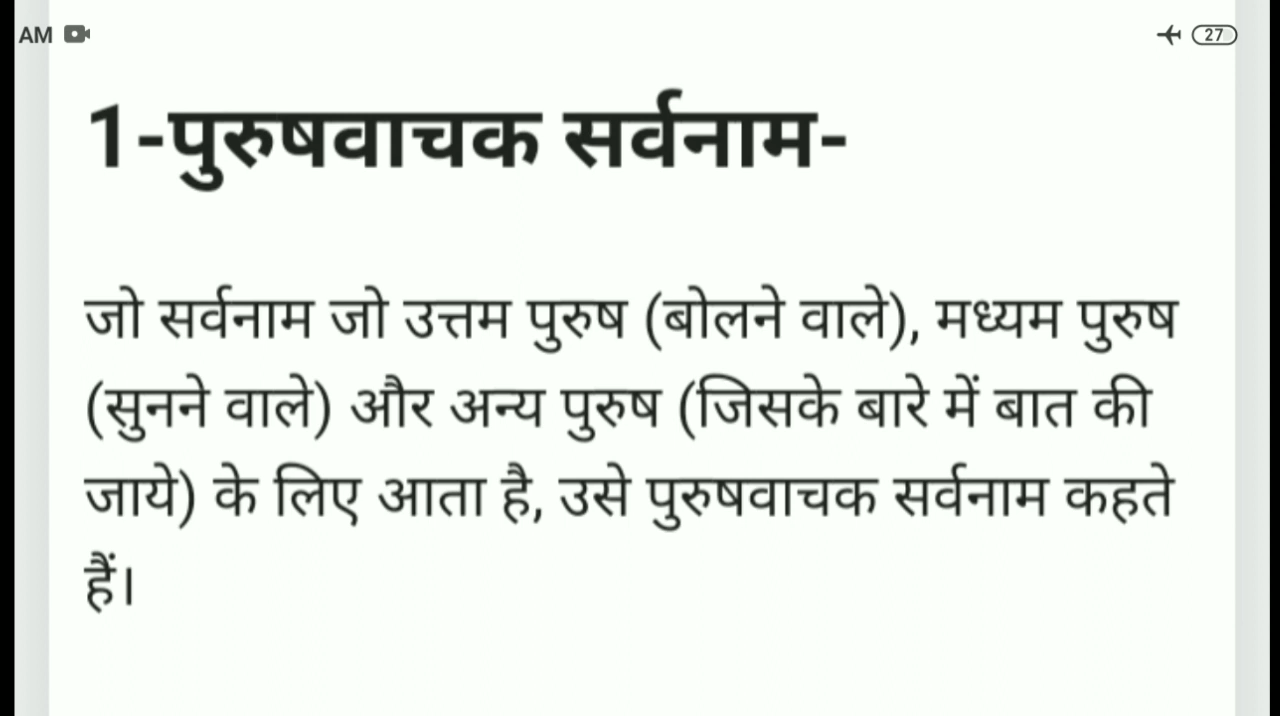 AM
27
1-पुरुषवाचक सर्वनाम-
जो सर्वनाम जो उत्तम पुरुष (बोलने वाले), मध्यम पुरुष
(सुनने वाले) और अन्य पुरुष (जिसके बारे में बात की
जाये) के लिए आता है, उसे पुरुषवाचक सर्वनाम कहते
हैं।